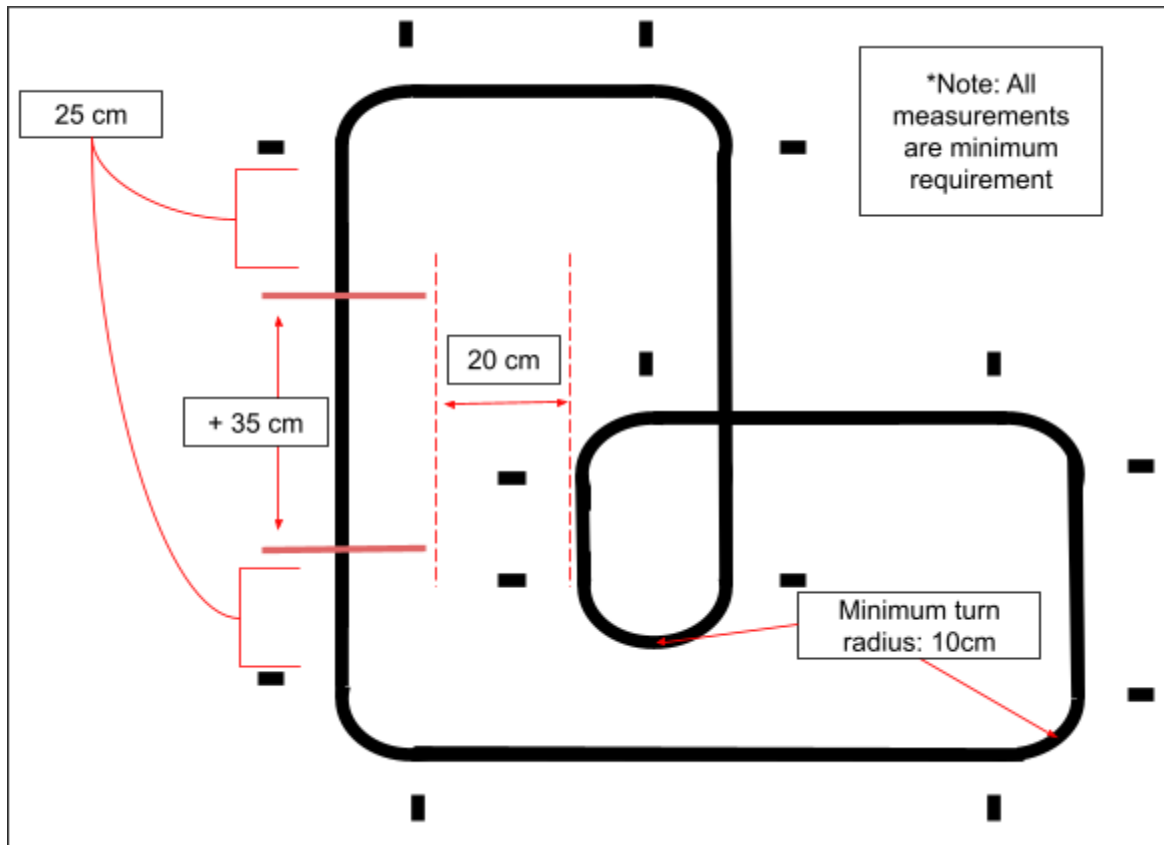 *Note: All
measurements
are minimum
requirement
25 cm
20 cm
+ 35 cm
Minimum turn
radius: 10cm